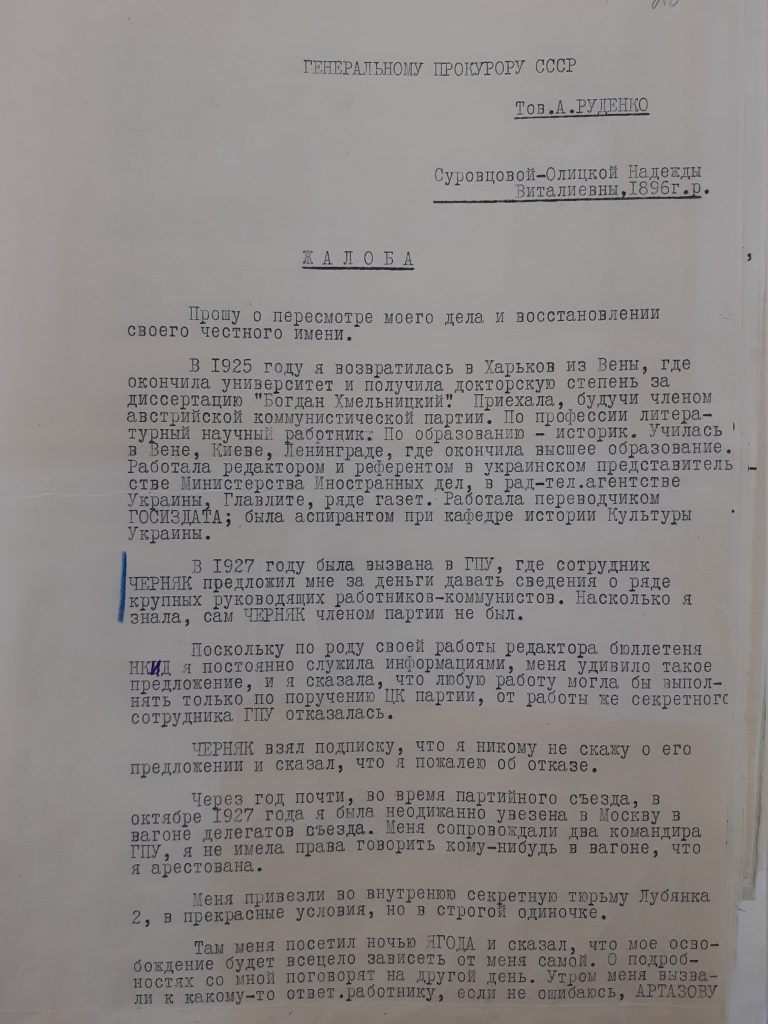 ГЕНЕРАЛЬНОМУ ПРОКУРОРУ СССР
Тов.А.РУДЕНКО
Суровцовой-Олицкой Надежды
Виталиевны,1896г.р.
Ж А Л О Б А
Прошу о пересмотре моего дела и восстановлении
своего честного имени.
В 1925 году я возвратилась в Харьков из Вены, где
окончила университет и получила докторскую степень за
диссертацию "Богдан Хмельницкий". Приехала, будучи членом
австрийской коммунистической партии. По профессии литера-
турный научный работник. По образованию - историк. Училась
в Вене, Киеве, Ленинграде, где окончила высшее образование.
Работала редактором и референтом в украинском представитель
стве Министерства Иностранных дел, в рад-тел.агентстве
Украины, Главлите, ряде газет. Работала переводчиком
ГОСИЗДАТА; была аспирантом при кафедре истории Культуры
Украины.
В 1927 году была вызвана в ГПУ, где сотрудник
ЧЕРНЯК предложил мне за деньги давать сведения о ряде
крупных руководящих работников-коммунистов. Насколько я
знала, сам ЧЕРНЯК членом партии не был.
Поскольку по роду своей работы редактора бюллетеня
НКИД я постоянно служила информациями, меня удивило такое
предложение, и я сказала, что любую работу могла бы выпол-
нять только по поручению ЦК партии, от работы же секретного
сотрудника ГПУ отказалась.
ЧЕРНЯК взял подписку, что я никому не скажу о его
предложении и сказал, что я пожалею об отказе.
Через год почти, во время партийного съезда, в
октябре 1927 года я была неодижанно увезена в Москву в
вагоне делегатов съезда. Меня сопровождали два командира
ГПУ, я не имела права говорить кому-нибудь в вагоне, что
я арестована.
Меня привезли во внутренюю секретную тюрьму Лубянка
2, в прекрасные условия, но в строгой одиночке.
Там меня посетил ночью ЯГОДА и сказал, что мое осво-
бождение будет всецело зависеть от меня самой. О подроб-
ностях со мной поговорят на другой день. Утром меня вызва-
ли к какому-то ответ.работнику, если не ошибаюсь, АРТАЗОВУ